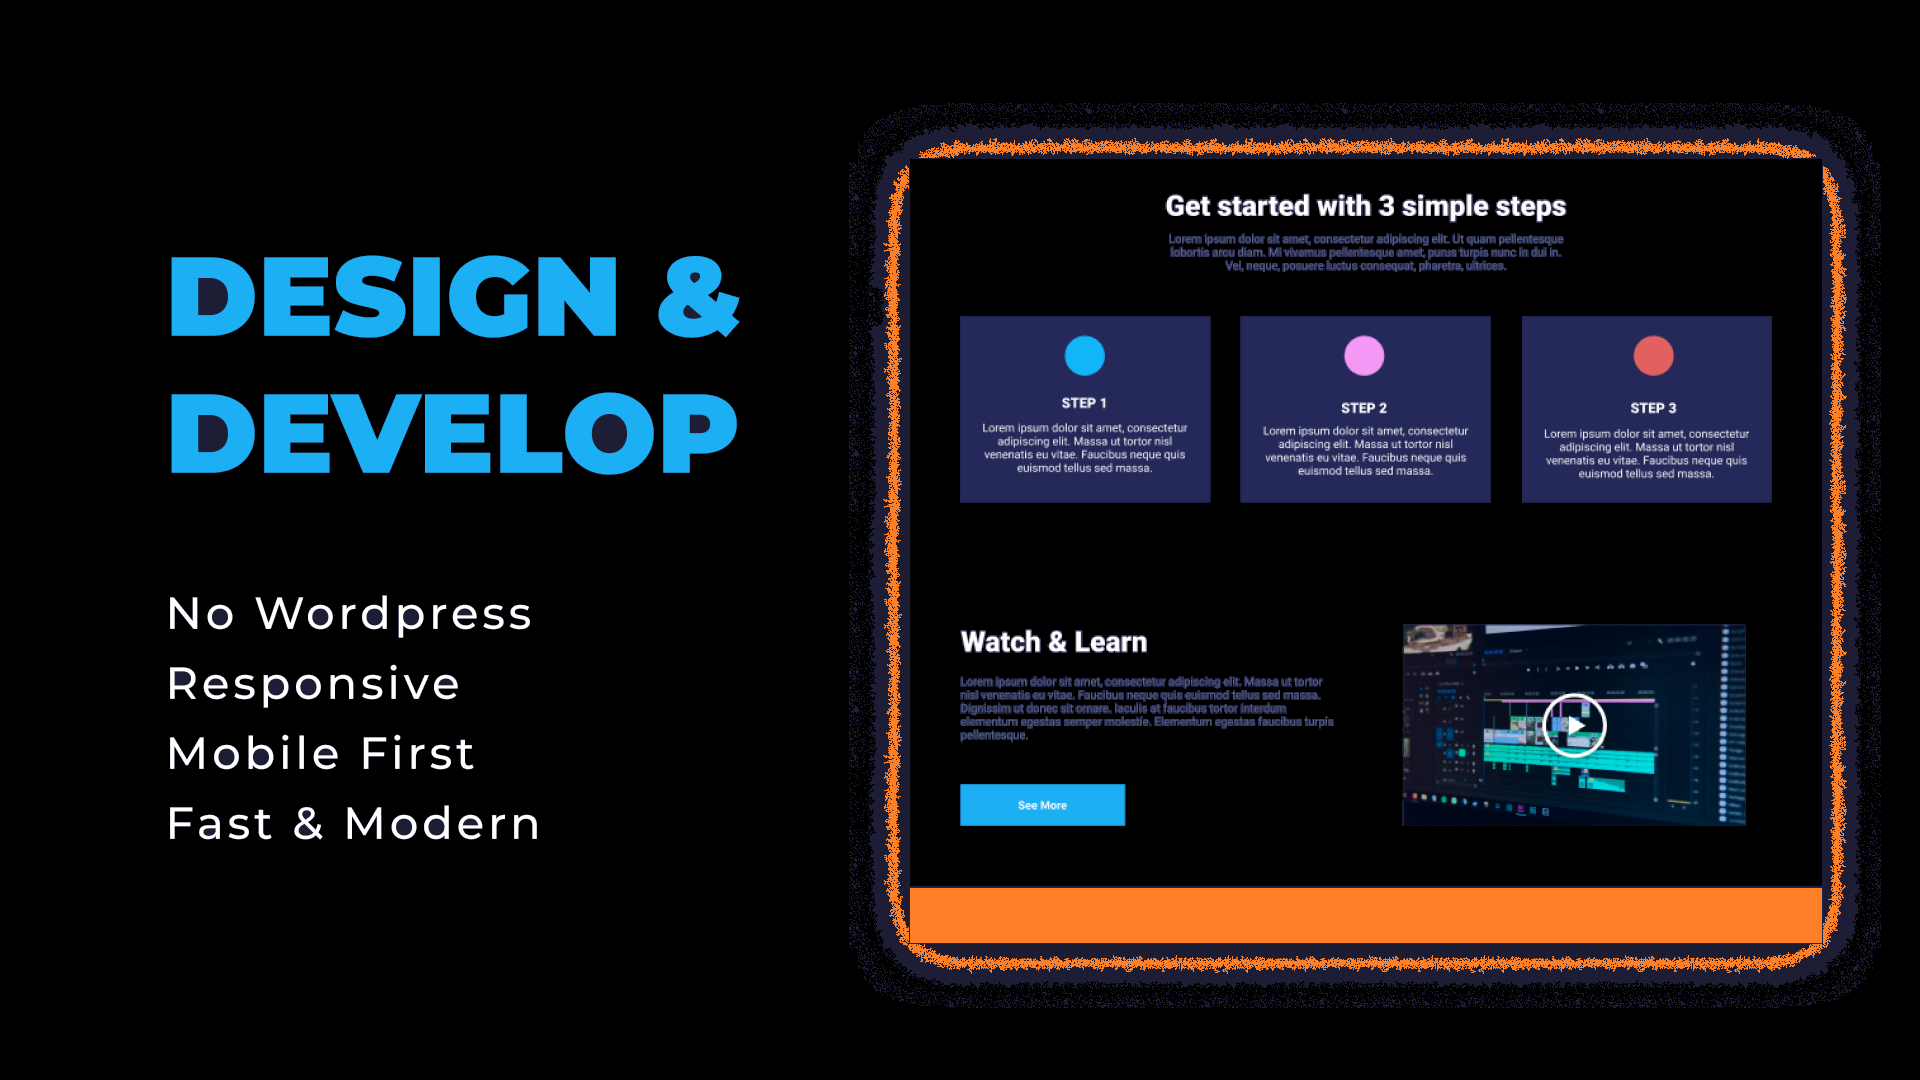 DESIGN &
DEVELOP
No Wordpress
Responsive
Mobile First
Fast & Modern
Get started with 3 simple steps
Lorem ipsum dolor sit amet, consectetur adipiscing elit. Ut quam pellentesque
lobortis arcu diam. Mi vivamus pellentesque amet, purus turpis nunc in dui in.
Vel, neque, posuere luctus consequat, pharetra, ultrices.
STEP 1
Lorem ipsum dolor sit amet, consectetur
adipiscing elit. Massa ut tortor nisl
venenatis eu vitae. Faucibus neque quis
euismod tellus sed massa.
STEP 2
Lorem ipsum dolor sit amet, consectetur
adipiscing elit. Massa ut tortor nisl
venenatis eu vitae. Faucibus neque quis
euismod tellus sed massa.
STEP 3
Lorem ipsum dolor sit amet, consectetur
adipiscing elit. Massa ut tortor nisl
venenatis eu vitae. Faucibus neque quis
euismod tellus sed massa.
Watch & Learn
Lorem ipsum dolor sit amet, consectetur adipiscing elit. Massa ut tortor
nisl venenatis eu vitae. Faucibus neque quis euismod tellus sed massa.
Dignissim ut donec sit ornare. Iaculis at faucibus tortor interdum
elementum egestas semper molestie. Elementum egestas faucibus turpis
pellentesque.
See More